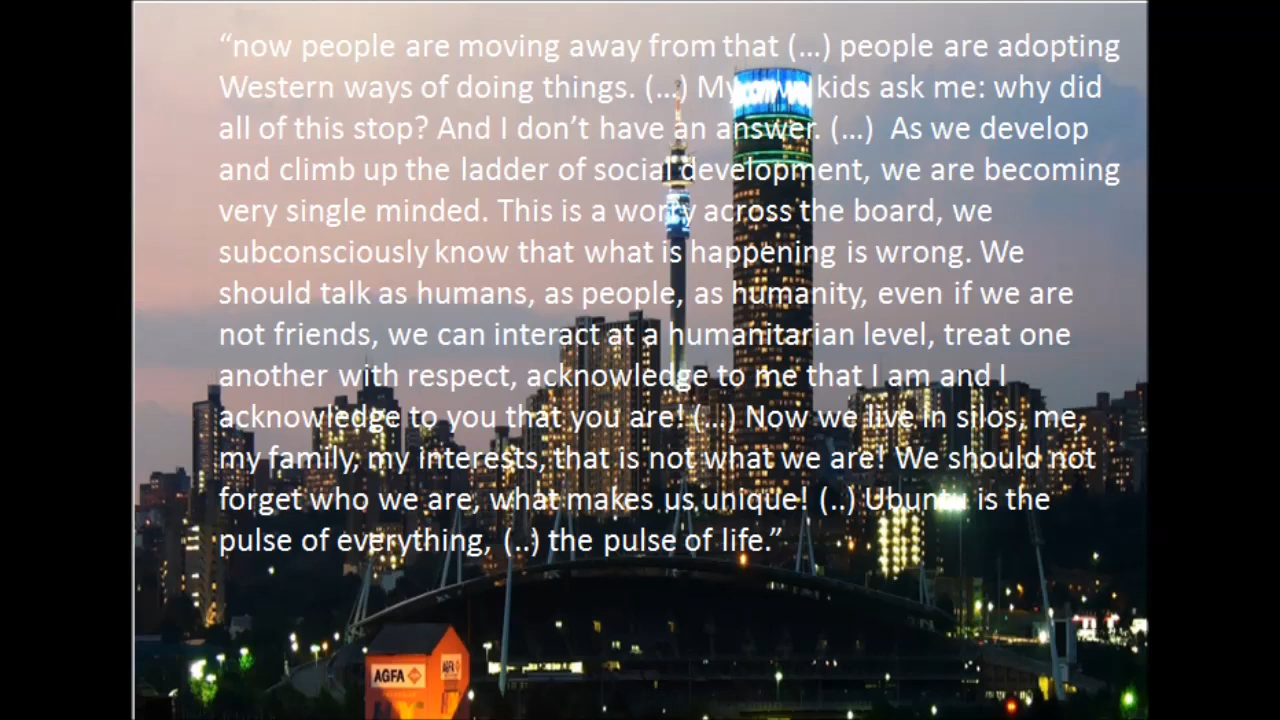 “now people are moving away from that (…) people are adopting
Western ways of doing things. (…) My own kids ask me: why did
all of this stop? And I don’t have an answer. (…)  As we develop
and climb up the ladder of social development, we are becoming
very single minded. This is a worry across the board, we
subconsciously know that what is happening is wrong. We
should talk as humans, as people, as humanity, even if we are
not friends, we can interact at a humanitarian level, treat one
another with respect, acknowledge to me that I am and I
acknowledge to you that you are! (…) Now we live in silos, me,
my family, my interests, that is not what we are! We should not
forget who we are, what makes us unique! (..) Ubuntu is the
pulse of everything, (..) the pulse of life.”
AGFA
AGFA